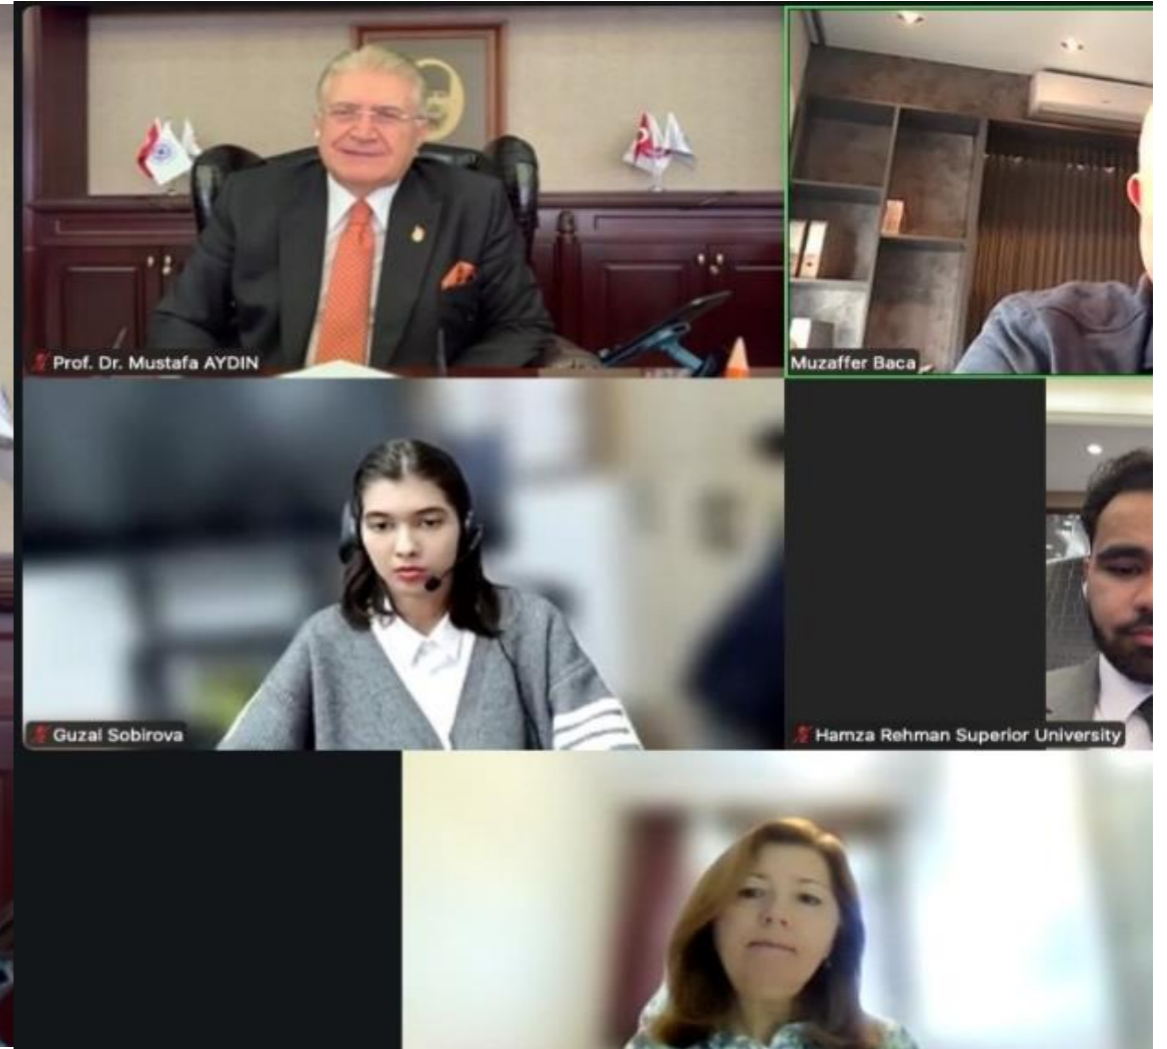 Prof. Dr. Mustafa AYDIN
Muzaffer Baca
Guzal Sobirova
Hamza Rehman Superior University